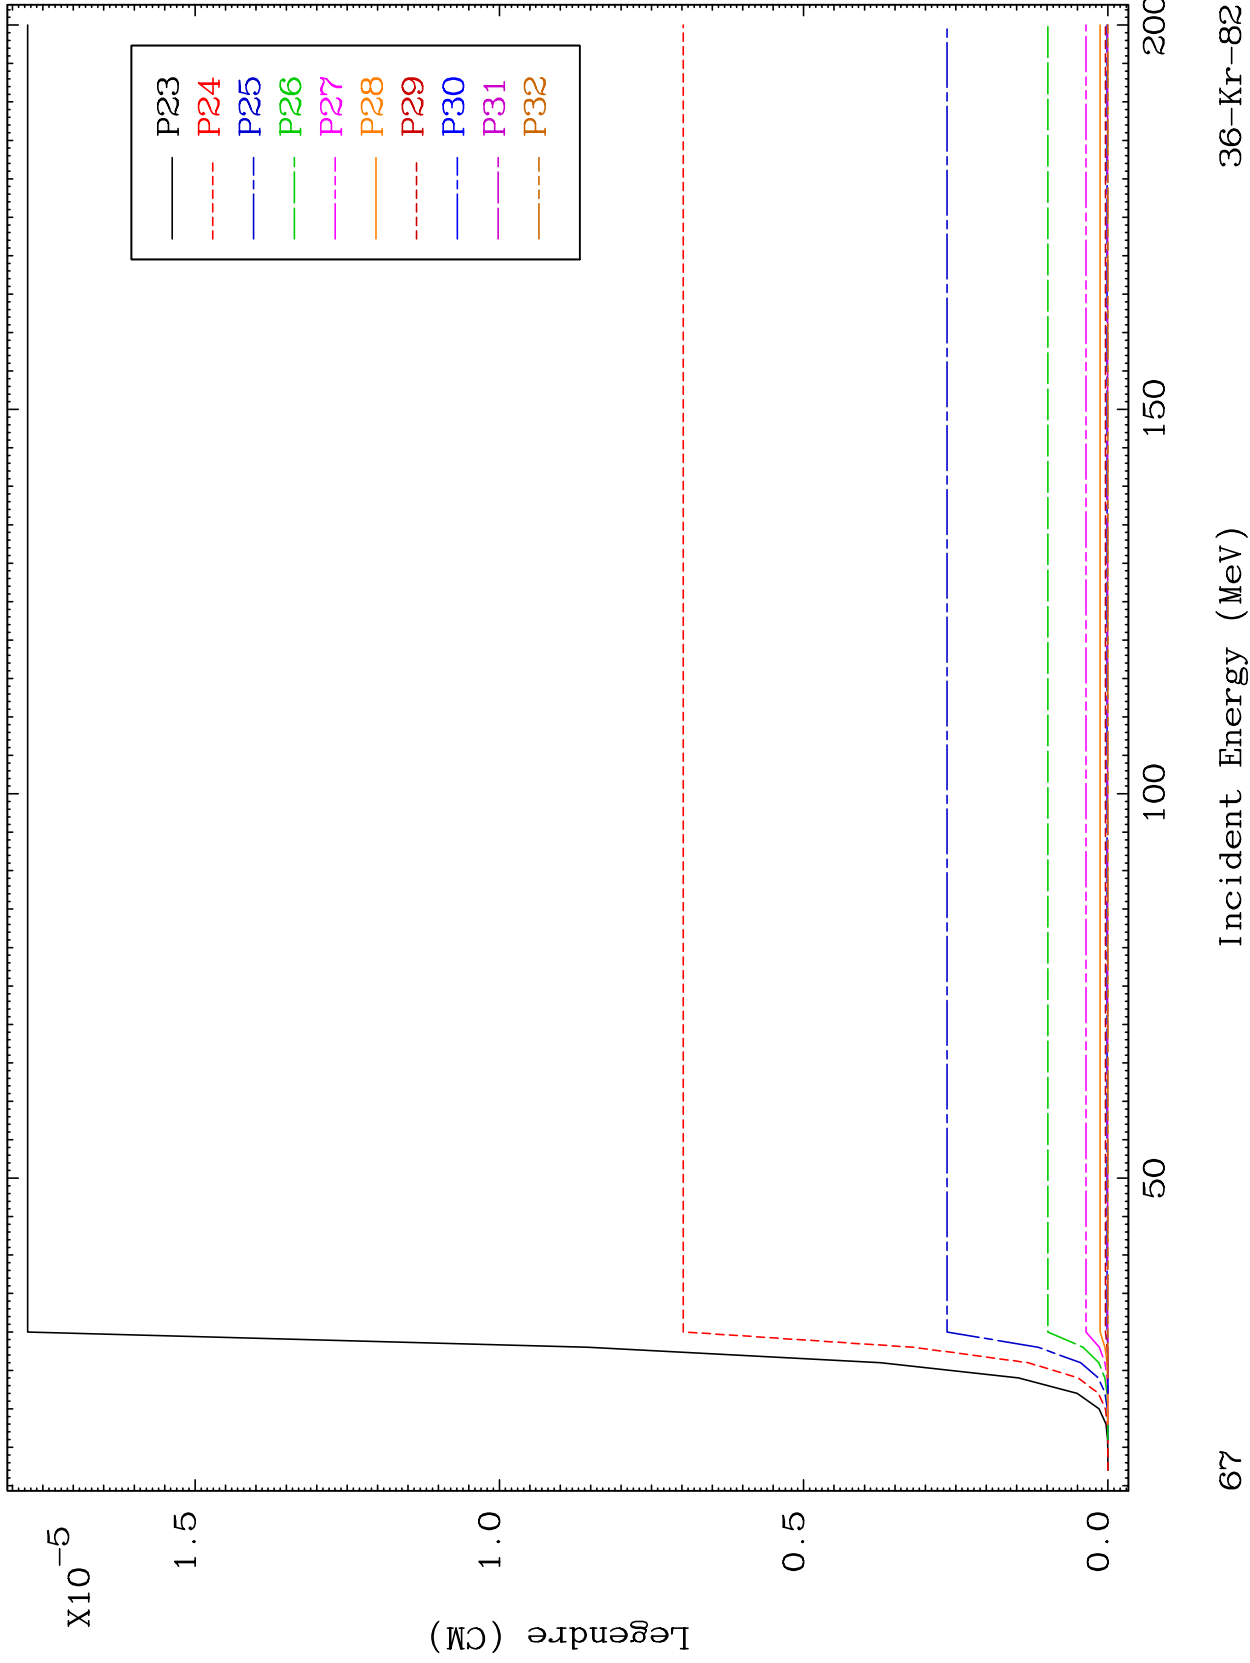 X10-5
1.5
1.0
0.5
0.0
Legendre (CM)
P23
P24
P25
P26
P27
P28
P29
P30
P31
P32
50
100
150
200
Incident Energy (MeV)
67
36-Kr-82